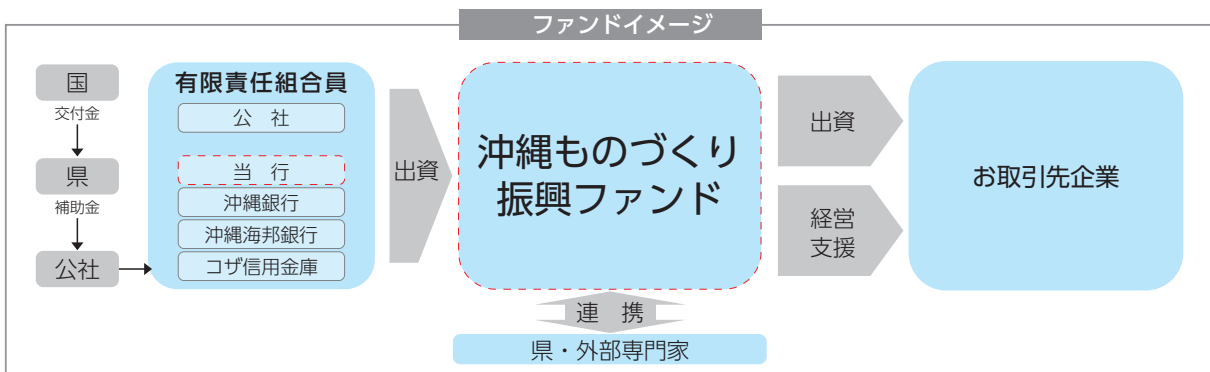 ファンドイメージ
国
交付金
県
補助金
公社
有限責任組合員
公 社
当 行
沖縄銀行
沖縄海邦銀行
コザ信用金庫
出資
沖縄ものづくり
振興ファンド
連 携
県・外部専門家
出資
経営
支援
お取引先企業